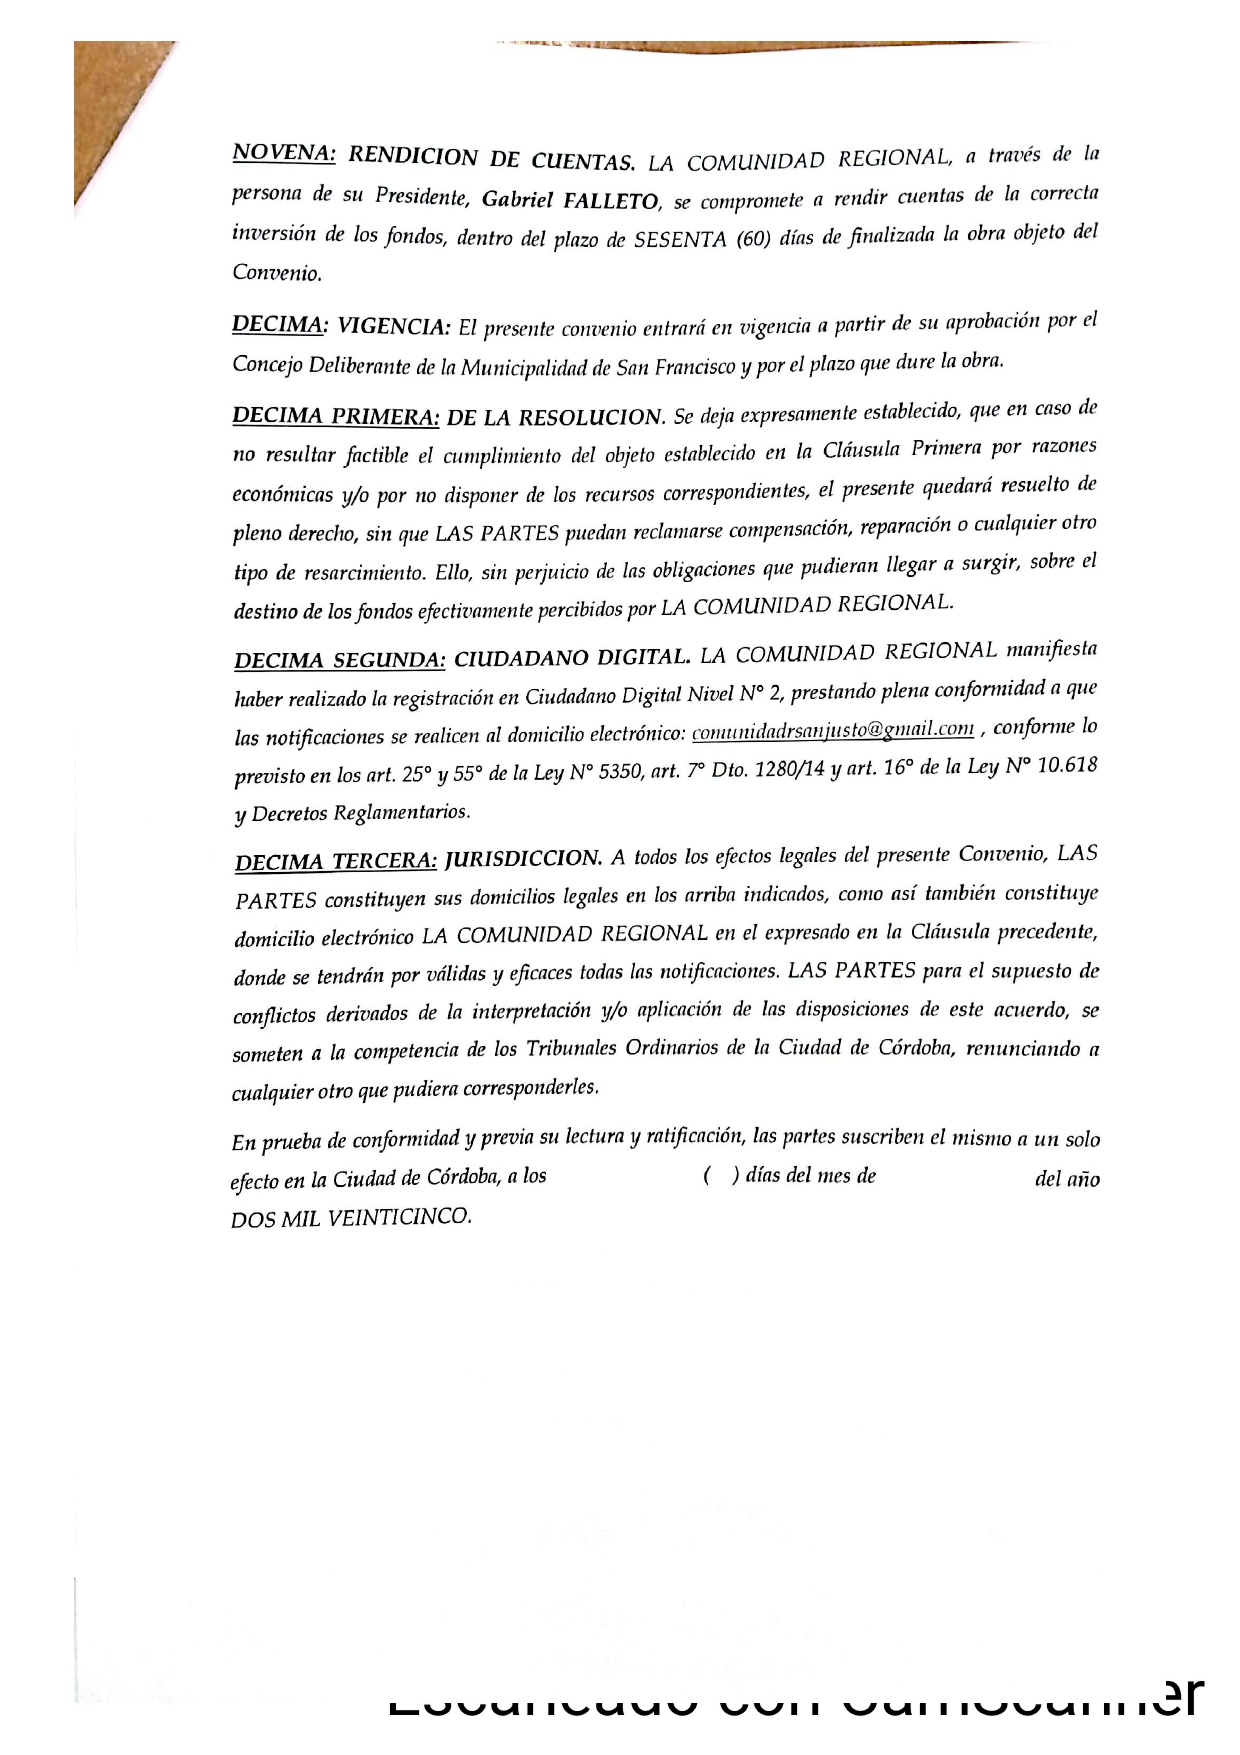 NOVENA: RENDICION DE CUENTAS. LA COMUNIDAD REGIONAL, a través de la
persona de su Presidente, Gabriel FALLETO, se compromete a rendir cuentas de la correcta
inversión de los fondos, dentro del plazo de SESENTA (60) días de finalizada la obra objeto del
Convenio.
DECIMA: VIGENCIA: El presente convenio entrará en vigencia a partir de su aprobación por el
Concejo Deliberante de la Municipalidad de San Francisco y por el plazo que dure la obra.
DECIMA PRIMERA: DE LA RESOLUCION. Se deja expresamente establecido, que en caso de
no resultar factible el cumplimiento del objeto establecido en la Cláusula Primera por razones
económicas y/o por no disponer de los recursos correspondientes, el presente quedará resuelto de
pleno derecho, sin que LAS PARTES puedan reclamarse compensación, reparación o cualquier otro
tipo de resarcimiento. Ello, sin perjuicio de las obligaciones que pudieran llegar a surgir, sobre el
destino de los fondos efectivamente percibidos por LA COMUNIDAD REGIONAL.
DECIMA SEGUNDA: CIUDADANO DIGITAL. LA COMUNIDAD REGIONAL manifiesta
haber realizado la registración en Ciudadano Digital Nivel N° 2, prestando plena conformidad a que
las notificaciones se realicen al domicilio electrónico: comunidadrsanjusto@gmail.com , conforme lo
previsto en los art. 25° y 55° de la Ley N° 5350, art. 7° Dto. 1280/14 y art. 16° de la Ley N° 10.618
y Decretos Reglamentarios.
DECIMA TERCERA: JURISDICCION. A todos los efectos legales del presente Convenio, LAS
PARTES constituyen sus domicilios legales en los arriba indicados, como así también constituye
domicilio electrónico LA COMUNIDAD REGIONAL en el expresado en la Cláusula precedente,
donde se tendrán por válidas y eficaces todas las notificaciones. LAS PARTES para el supuesto de
conflictos derivados de la interpretación y/o aplicación de las disposiciones de este acuerdo, se
someten a la competencia de los Tribunales Ordinarios de la Ciudad de Córdoba, renunciando a
cualquier otro que pudiera corresponderles.
En prueba de conformidad y previa su lectura y ratificación, las partes suscriben el mismo a un solo
efecto en la Ciudad de Córdoba, a los ( ) días del mes de del año
DOS MIL VEINTICINCO.
Escaneado con CamScanner